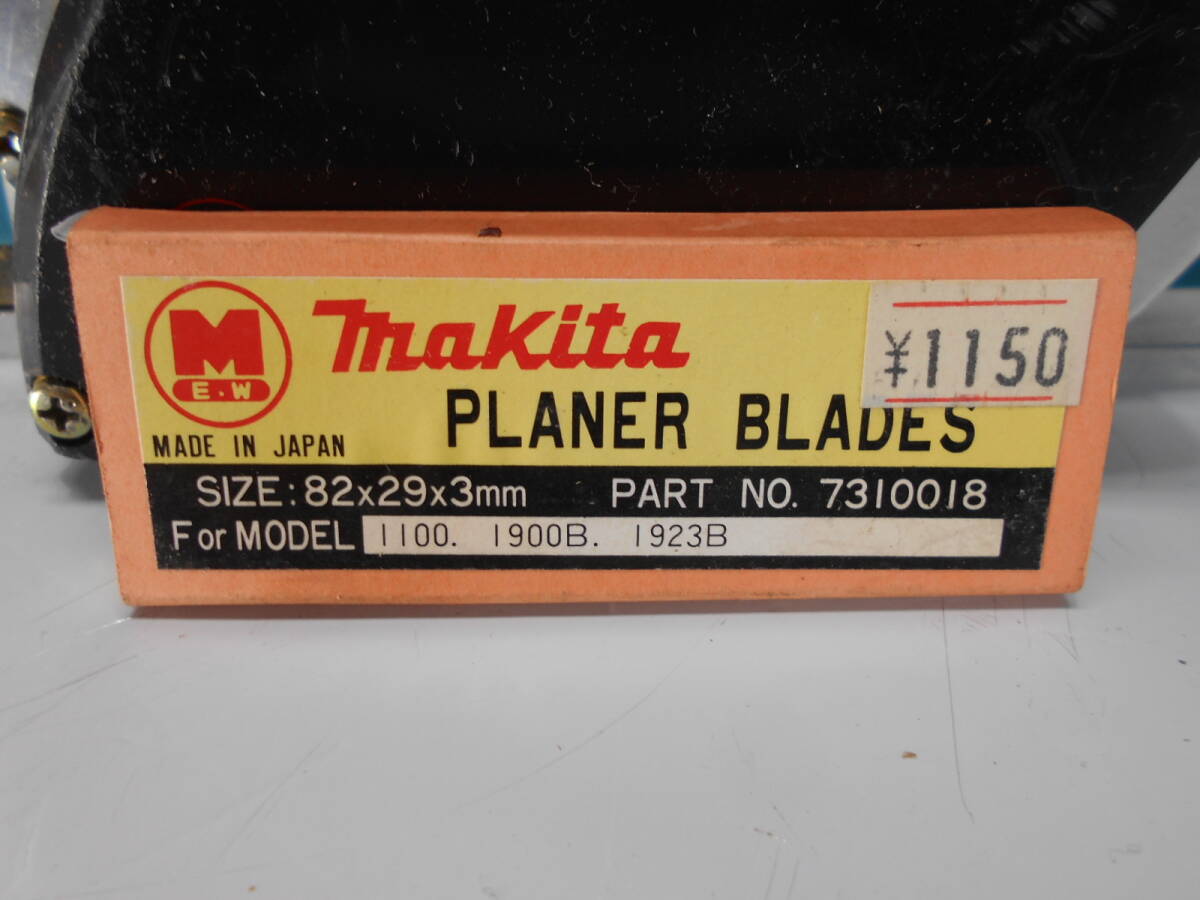 M
E.W
makita
¥1150
MADE IN JAPAN
PLANER BLADES
SIZE: 82x29x3mm PART NO. 7310018
For MODEL 1100. 1900B. 1923B